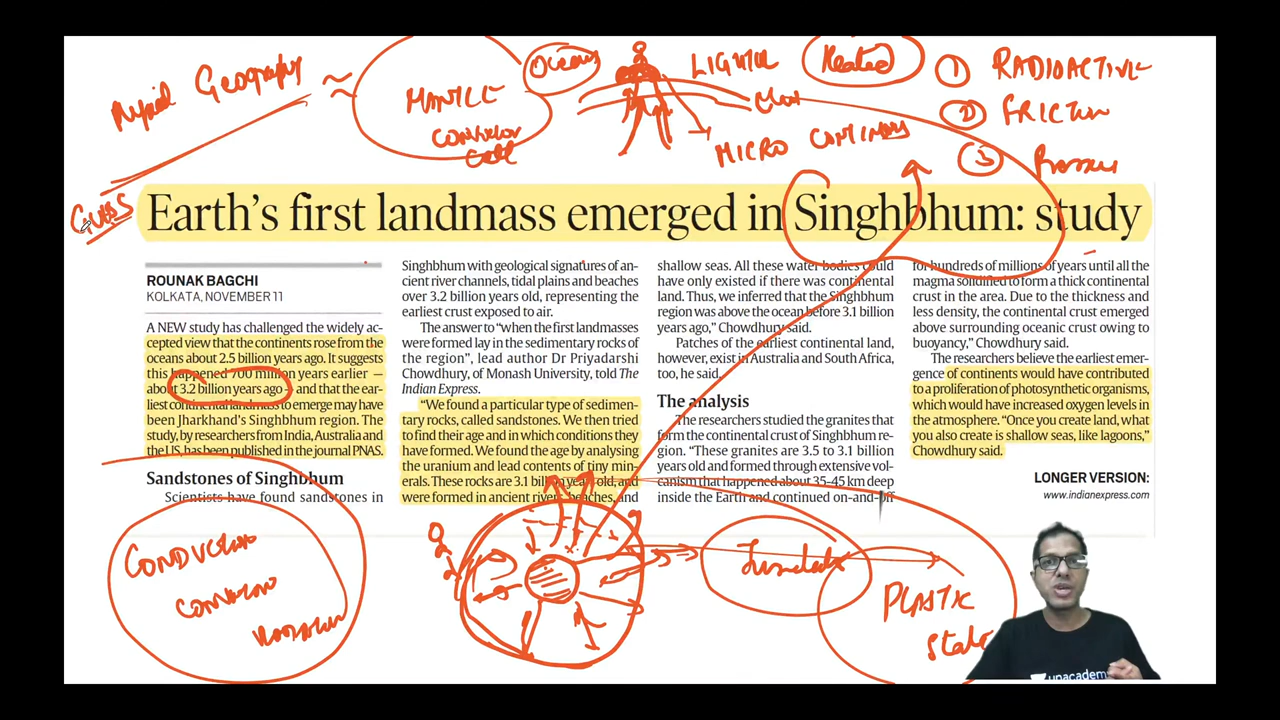 Geography
MANTLE
CONVECTION
Cell
OCEANS
LIGHTER
Heated
① RADIOACTIVE
② FRICTION
③
MICRO
Earth's first landmass emerged in Singhbhum: study
ROUNAK BAGCHI
KOLKATA, NOVEMBER 11
A NEW study has challenged the widely ac-
cepted view that the continents rose from the
oceans about 2.5 billion years ago. It suggests
this happened 700 million years earlier —
about 3.2 billion years ago — and that the ear-
liest continental landmass to emerge may have
been Jharkhand's Singhbhum region. The
study, by researchers from India, Australia and
the US, has been published in the journal PNAS.
Sandstones of Singhbhum
Scientists have found sandstones in
Singhbhum with geological signatures of an-
cient river channels, tidal plains and beaches
over 3.2 billion years old, representing the
earliest crust exposed to air.
The answer to "when the first landmasses
were formed lay in the sedimentary rocks of
the region", lead author Dr Priyadarshi
Chowdhury, of Monash University, told The
Indian Express.
"We found a particular type of sedimen-
tary rocks, called sandstones. We then tried
to find their age and in which conditions they
have formed. We found the age by analysing
the uranium and lead contents of tiny min-
erals. These rocks are 3.1 billion years old, and
were formed in ancient rivers, beaches, and
shallow seas. All these water bodies could
have only existed if there was continental
land. Thus, we inferred that the Singhbhum
region was above the ocean before 3.1 billion
years ago," Chowdhury said.
Patches of the earliest continental land,
however, exist in Australia and South Africa,
too, he said.
The analysis
The researchers studied the granites that
form the continental crust of Singhbhum re-
gion. "These granites are 3.5 to 3.1 billion
years old and formed through extensive vol-
canism that happened about 35-45 km deep
inside the Earth and continued on-and-off
for hundreds of millions of years until all the
magma solidified to form a thick continental
crust in the area. Due to the thickness and
less density, the continental crust emerged
above surrounding oceanic crust owing to
buoyancy," Chowdhury said.
The researchers believe the earliest emer-
gence of continents would have contributed
to a proliferation of photosynthetic organisms,
which would have increased oxygen levels in
the atmosphere. "Once you create land, what
you also create is shallow seas, like lagoons,"
Chowdhury said.
LONGER VERSION:
www.indianexpress.com
CONDUCTION
CONVECTION
PLASTIC
State
unacadem